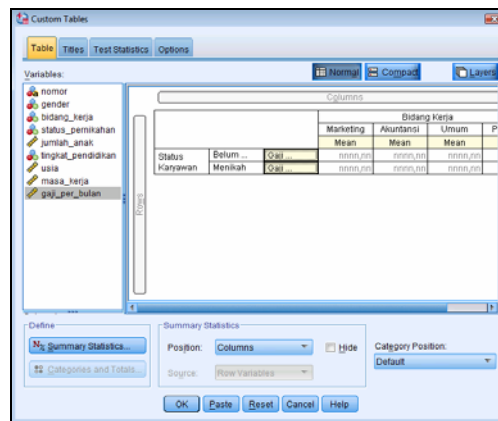 Custom Tables
Table Titles Test Statistics Options
Variables:
Normal Compact Layers
nomor
gender
bidang_kerja
status_pernikahan
jumlah_anak
tingkat_pendidikan
usia
masa_kerja
gaji_per_bulan
Columns
Rows
Bidang Kerja
Marketing Akuntansi Umum P
Mean Mean Mean
Status Karyawan Belum ... Gaji ... nnnn,nn nnnn,nn nnnn,nn
Menikah Gaji ... nnnn,nn nnnn,nn nnnn,nn
Define
N% Summary Statistics...
Categories and Totals...
Summary Statistics
Position: Columns Hide
Source: Row Variables
Category Position:
Default
OK Paste Reset Cancel Help